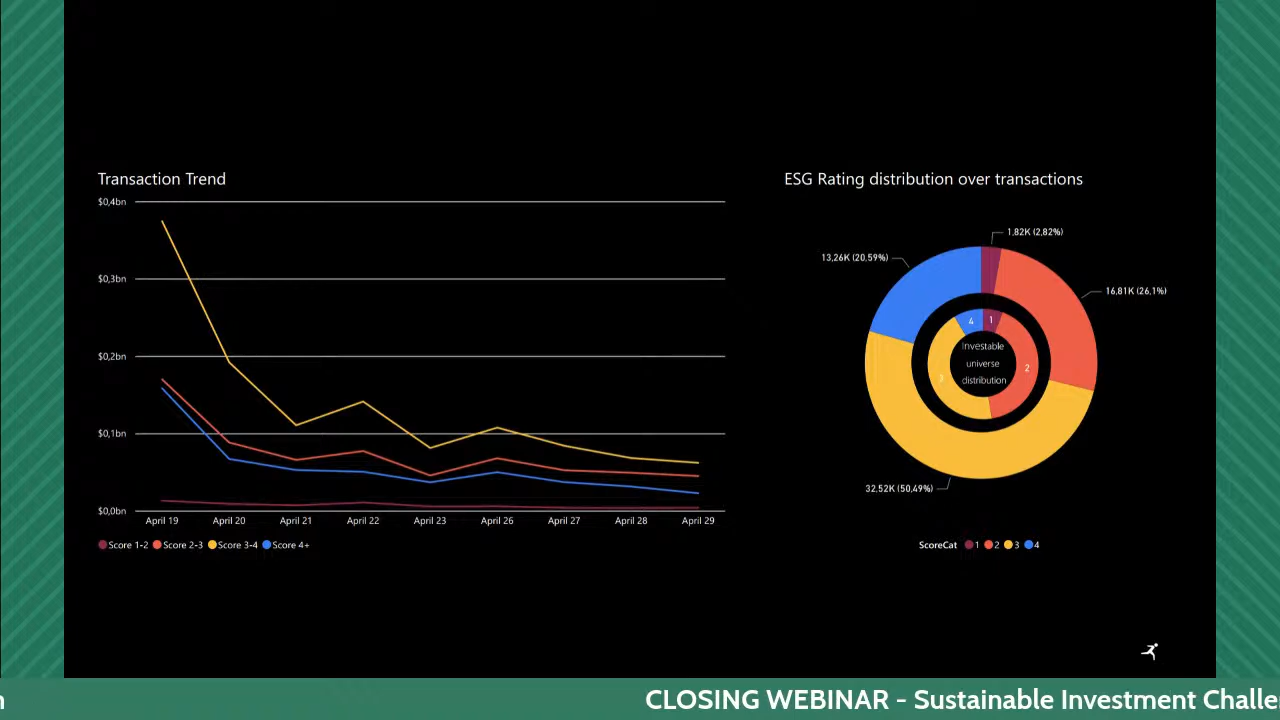 Transaction Trend
$0,4bn
$0,3bn
$0,2bn
$0,1bn
$0,0bn
April 19 April 20 April 21 April 22 April 23 April 26 April 27 April 28 April 29
Score 1-2 Score 2-3 Score 3-4 Score 4+
ESG Rating distribution over transactions
1,82K (2,82%)
13,26K (20,59%)
16,81K (26,1%)
4 1
Investable
universe
2
3
distribution
32,52K (50,49%)
ScoreCat 1 2 3 4
CLOSING WEBINAR - Sustainable Investment Challe